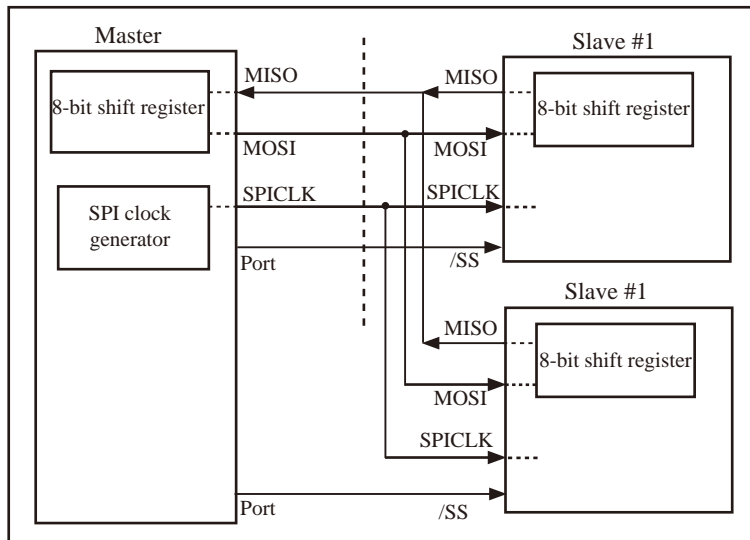 Master
Slave #1
MISO
MISO
8-bit shift register
8-bit shift register
MOSI
MOSI
SPICLK
SPICLK
SPI clock
generator
Port
/SS
Slave #1
MISO
8-bit shift register
MOSI
SPICLK
Port
/SS